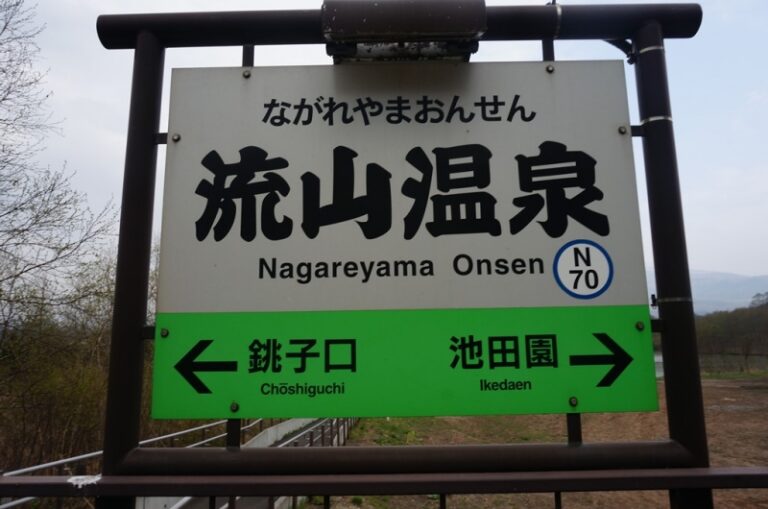 ながれやまおんせん
流山温泉
Nagareyama Onsen
N
70
銚子口 池田園
Chōshiguchi Ikedaen